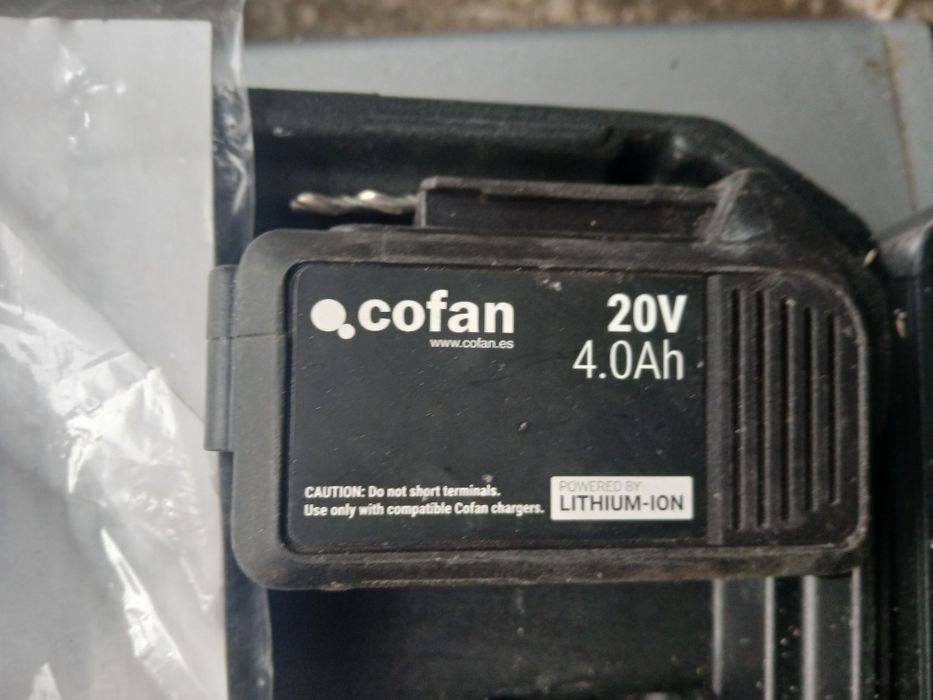 cofan
www.cofan.es
20V
4.0Ah
CAUTION: Do not short terminals.
Use only with compatible Cofan chargers.
POWERED BY
LITHIUM-ION